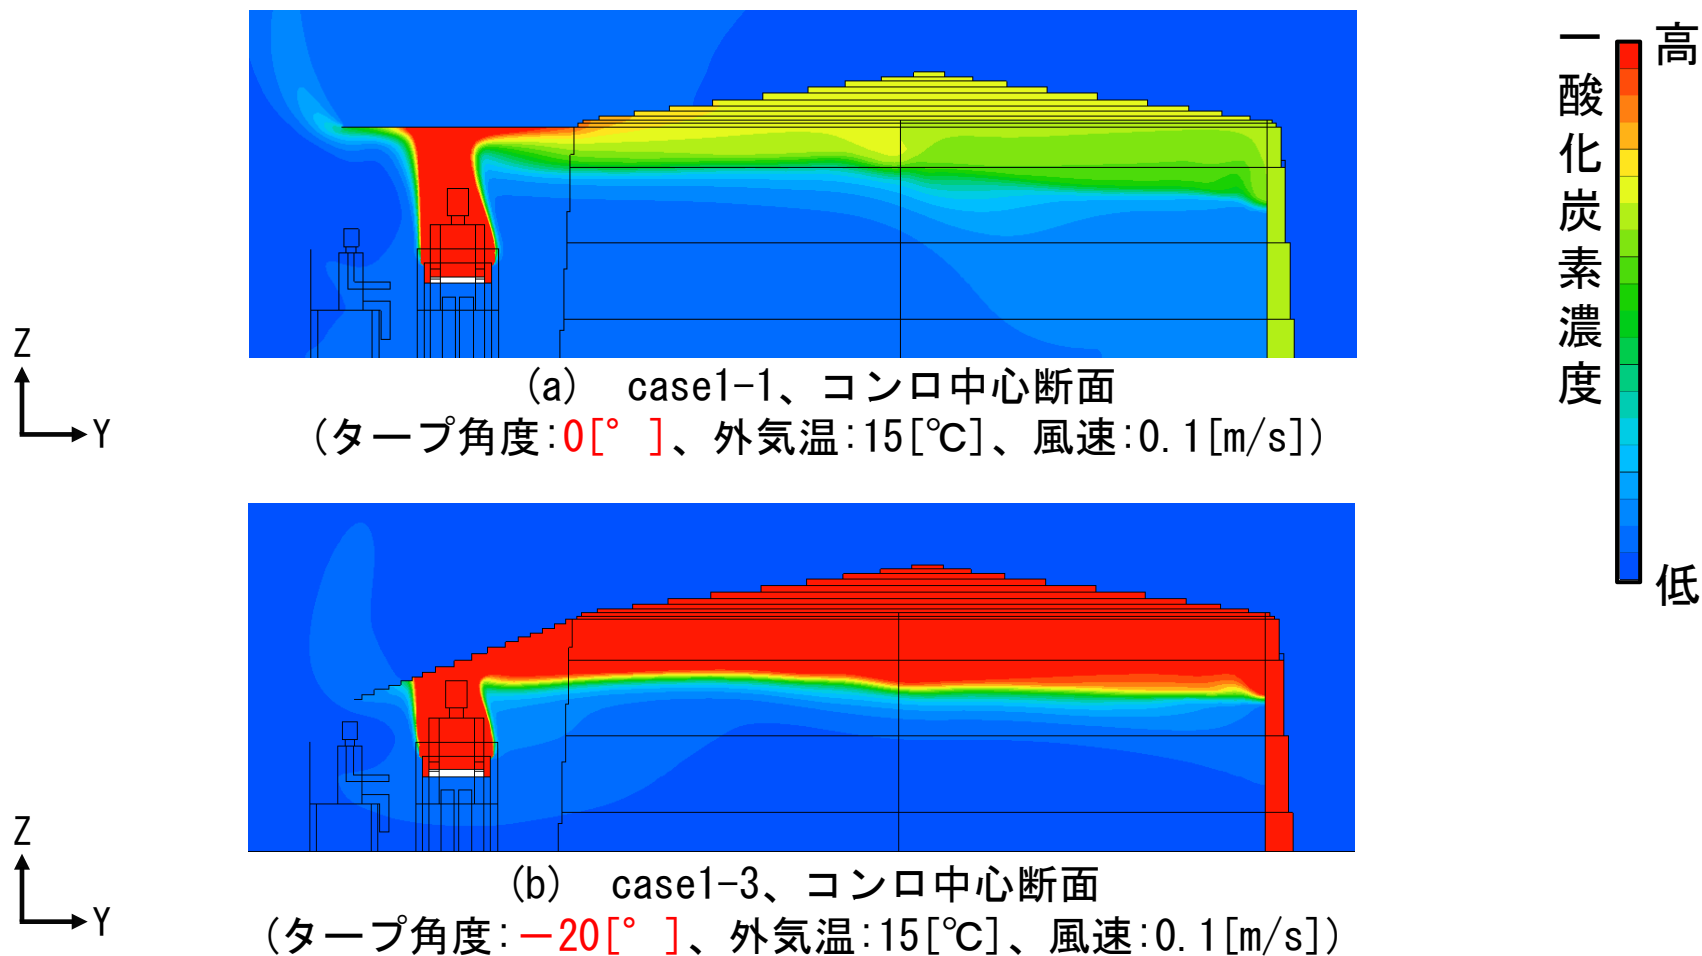 高
一酸化炭素濃度
低
Z
Y
(a) case1-1、コンロ中心断面
(タープ角度:0[°]、外気温:15[℃]、風速:0.1[m/s])
Z
Y
(b) case1-3、コンロ中心断面
(タープ角度:－20[°]、外気温:15[℃]、風速:0.1[m/s])